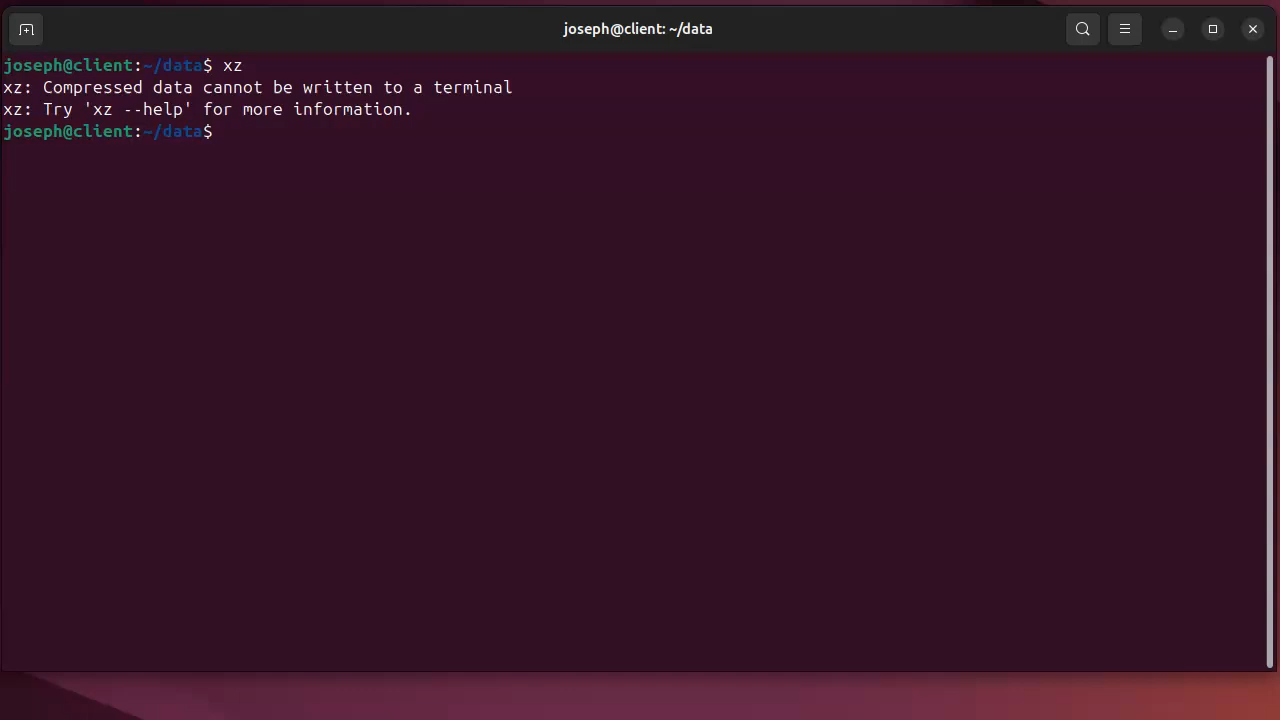 joseph@client: ~/data
joseph@client:~/data$ xz
xz: Compressed data cannot be written to a terminal
xz: Try 'xz --help' for more information.
joseph@client:~/data$